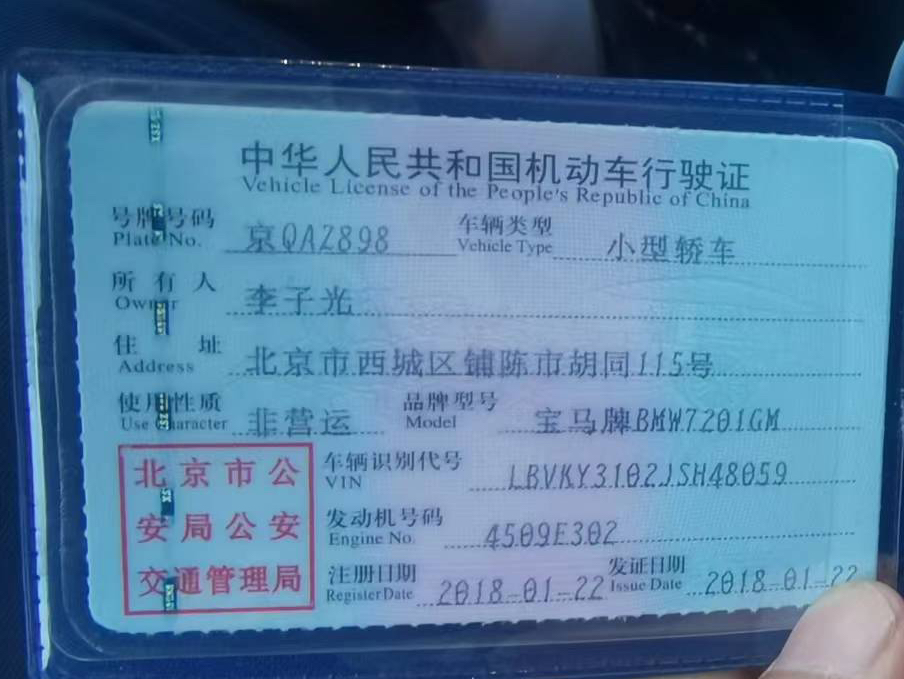 中华人民共和国机动车行驶证
Vehicle License of the People's Republic of China
号牌号码 京QAZ898 车辆类型 小型轿车
Plate No. Vehicle Type
所有人 李子光
Owner
住址 北京市西城区铺陈市胡同115号
Address
使用性质 非营运 品牌型号 宝马牌BMW7201GM
Use Character Model
北京市公
安局公安
交通管理局
车辆识别代号 LBVKY3102JSH48059
VIN
发动机号码 4509E302
Engine No.
注册日期 2018-01-22 发证日期 2018-01-22
Register Date Issue Date